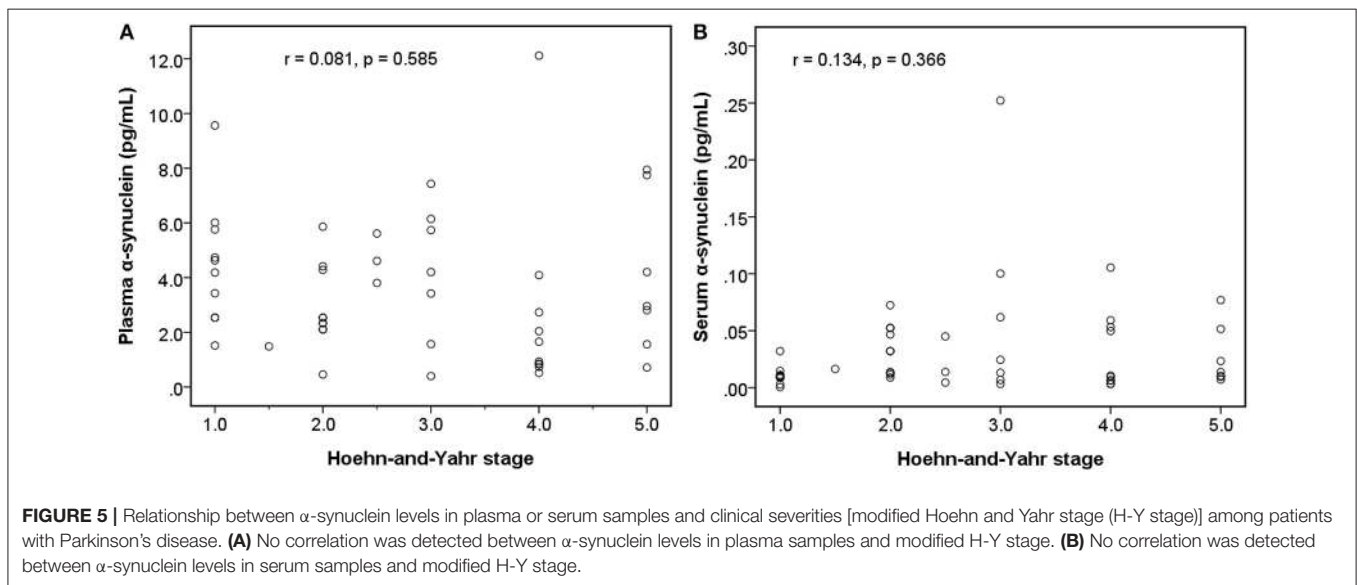 A
r = 0.081, p = 0.585
Plasma α-synuclein (pg/mL)
12.0
10.0
8.0
6.0
4.0
2.0
.0
1.0 2.0 3.0 4.0 5.0
Hoehn-and-Yahr stage
B
r = 0.134, p = 0.366
Serum α-synuclein (pg/mL)
.30
.25
.20
.15
.10
.05
.00
1.0 2.0 3.0 4.0 5.0
Hoehn-and-Yahr stage
FIGURE 5 | Relationship between α-synuclein levels in plasma or serum samples and clinical severities [modified Hoehn and Yahr stage (H-Y stage)] among patients
with Parkinson's disease. (A) No correlation was detected between α-synuclein levels in plasma samples and modified H-Y stage. (B) No correlation was detected
between α-synuclein levels in serum samples and modified H-Y stage.